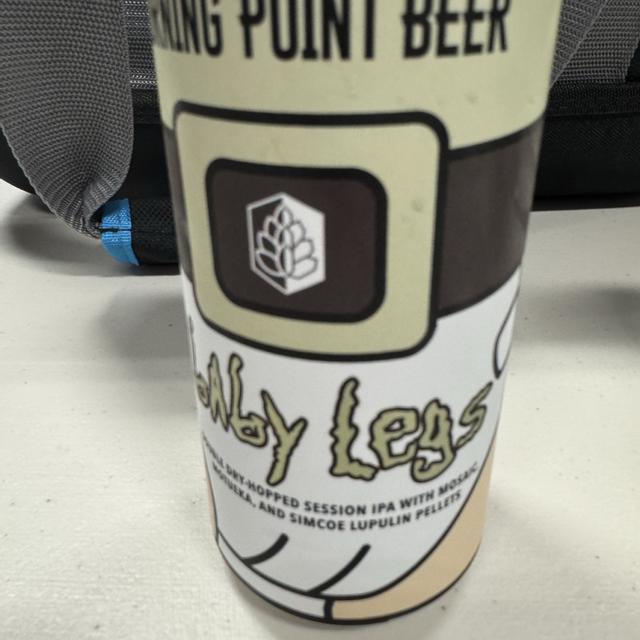 POINT BEER
Legs
DRY-HOPPED SESSION IPA WITH MOSAIC,
AND SIMCOE LUPULIN PELLETS